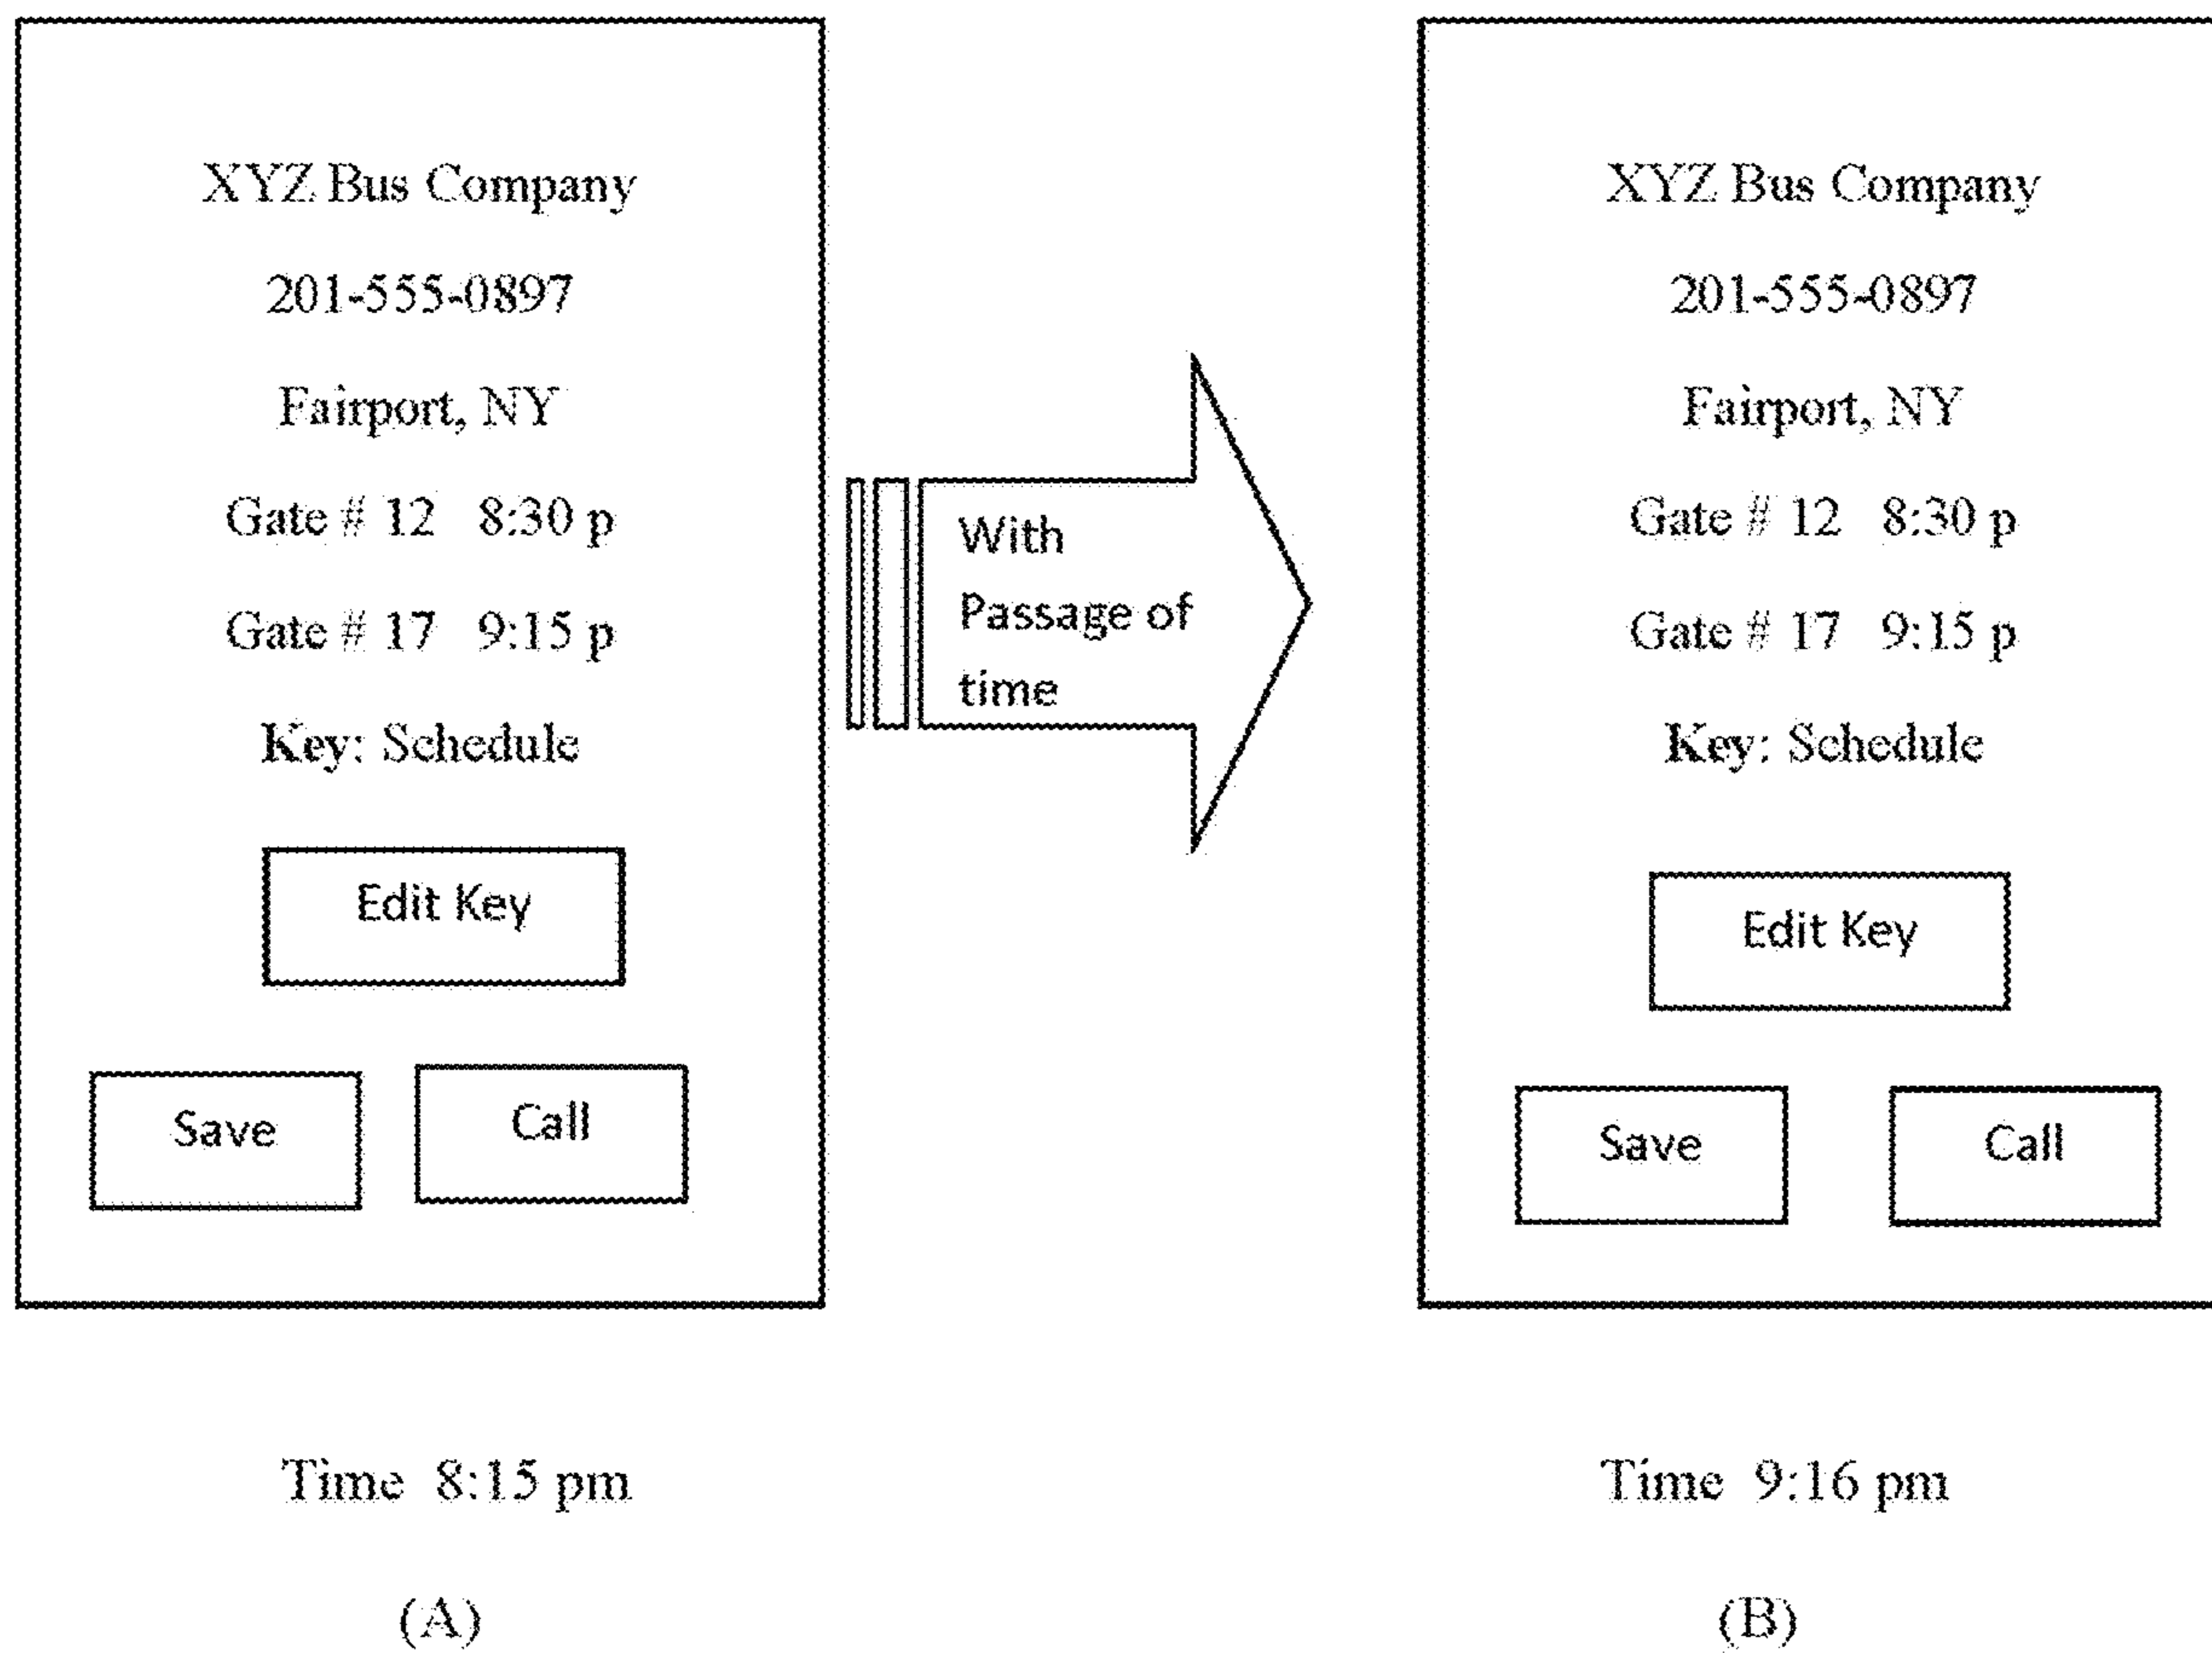 XYZ Bus Company
201-555-0897
Fairport, NY
Gate # 12 8:30 p
Gate # 17 9:15 p
Key: Schedule
Edit Key
Save
Call
Time 8:15 pm
(A)
With
Passage of
time
XYZ Bus Company
201-555-0897
Fairport, NY
Gate # 12 8:30 p
Gate # 17 9:15 p
Key: Schedule
Edit Key
Save
Call
Time 9:16 pm
(B)